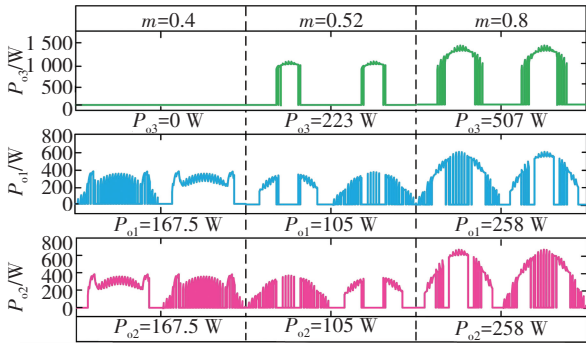 m=0.4 m=0.52 m=0.8
P_o3/W
1 500
1 000
500
0
P_o3=0 W P_o3=223 W P_o3=507 W
P_o1/W
800
600
400
200
0
P_o1=167.5 W P_o1=105 W P_o1=258 W
P_o2/W
800
600
400
200
0
P_o2=167.5 W P_o2=105 W P_o2=258 W